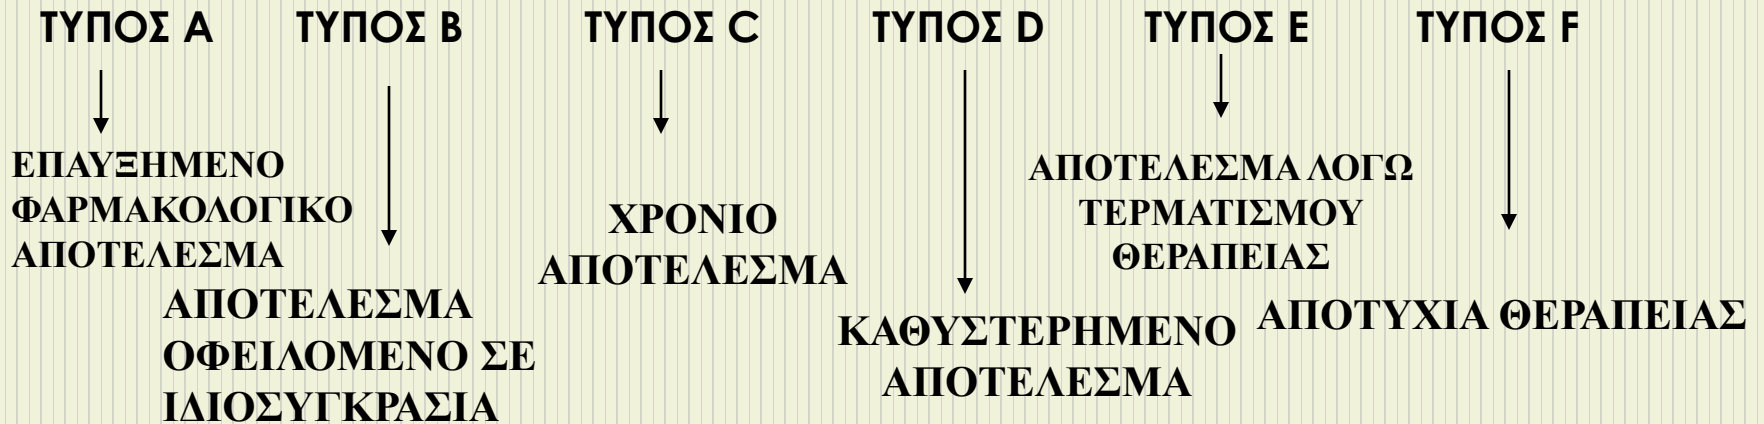 ΤΥΠΟΣ A
ΤΥΠΟΣ B
ΤΥΠΟΣ C
ΤΥΠΟΣ D
ΤΥΠΟΣ E
ΤΥΠΟΣ F
ΕΠΑΥΞΗΜΕΝΟ
ΦΑΡΜΑΚΟΛΟΓΙΚΟ
ΑΠΟΤΕΛΕΣΜΑ
ΑΠΟΤΕΛΕΣΜΑ
ΟΦΕΙΛΟΜΕΝΟ ΣΕ
ΙΔΙΟΣΥΓΚΡΑΣΙΑ
ΧΡΟΝΙΟ
ΑΠΟΤΕΛΕΣΜΑ
ΚΑΘΥΣΤΕΡΗΜΕΝΟ
ΑΠΟΤΕΛΕΣΜΑ
ΑΠΟΤΕΛΕΣΜΑ ΛΟΓΩ
ΤΕΡΜΑΤΙΣΜΟΥ
ΘΕΡΑΠΕΙΑΣ
ΑΠΟΤΥΧΙΑ ΘΕΡΑΠΕΙΑΣ